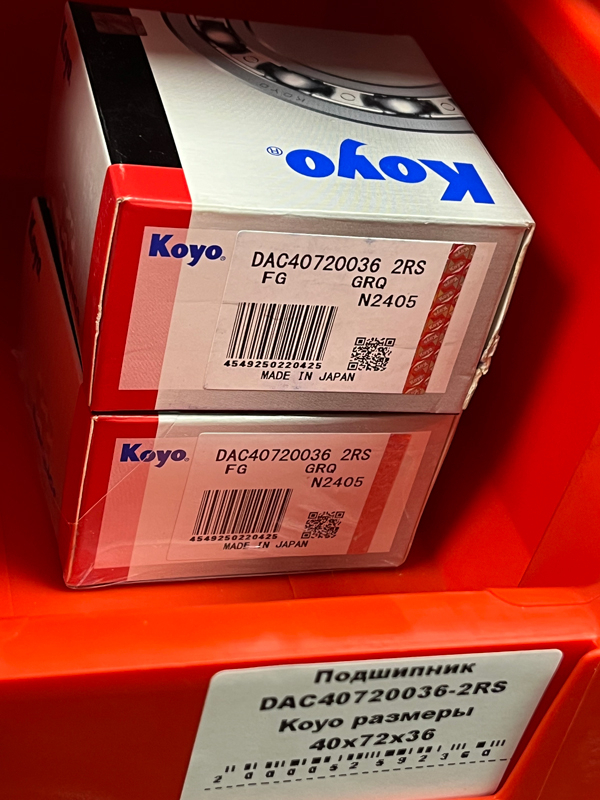 Koyo®
Koyo®
DAC40720036 2RS
FG GRQ
N2405
4549250220425
MADE IN JAPAN
Koyo®
DAC40720036 2RS
FG GRQ
N2405
4549250220425
MADE IN JAPAN
Подшипник
DAC40720036-2RS
Koyo размеры
40x72x36